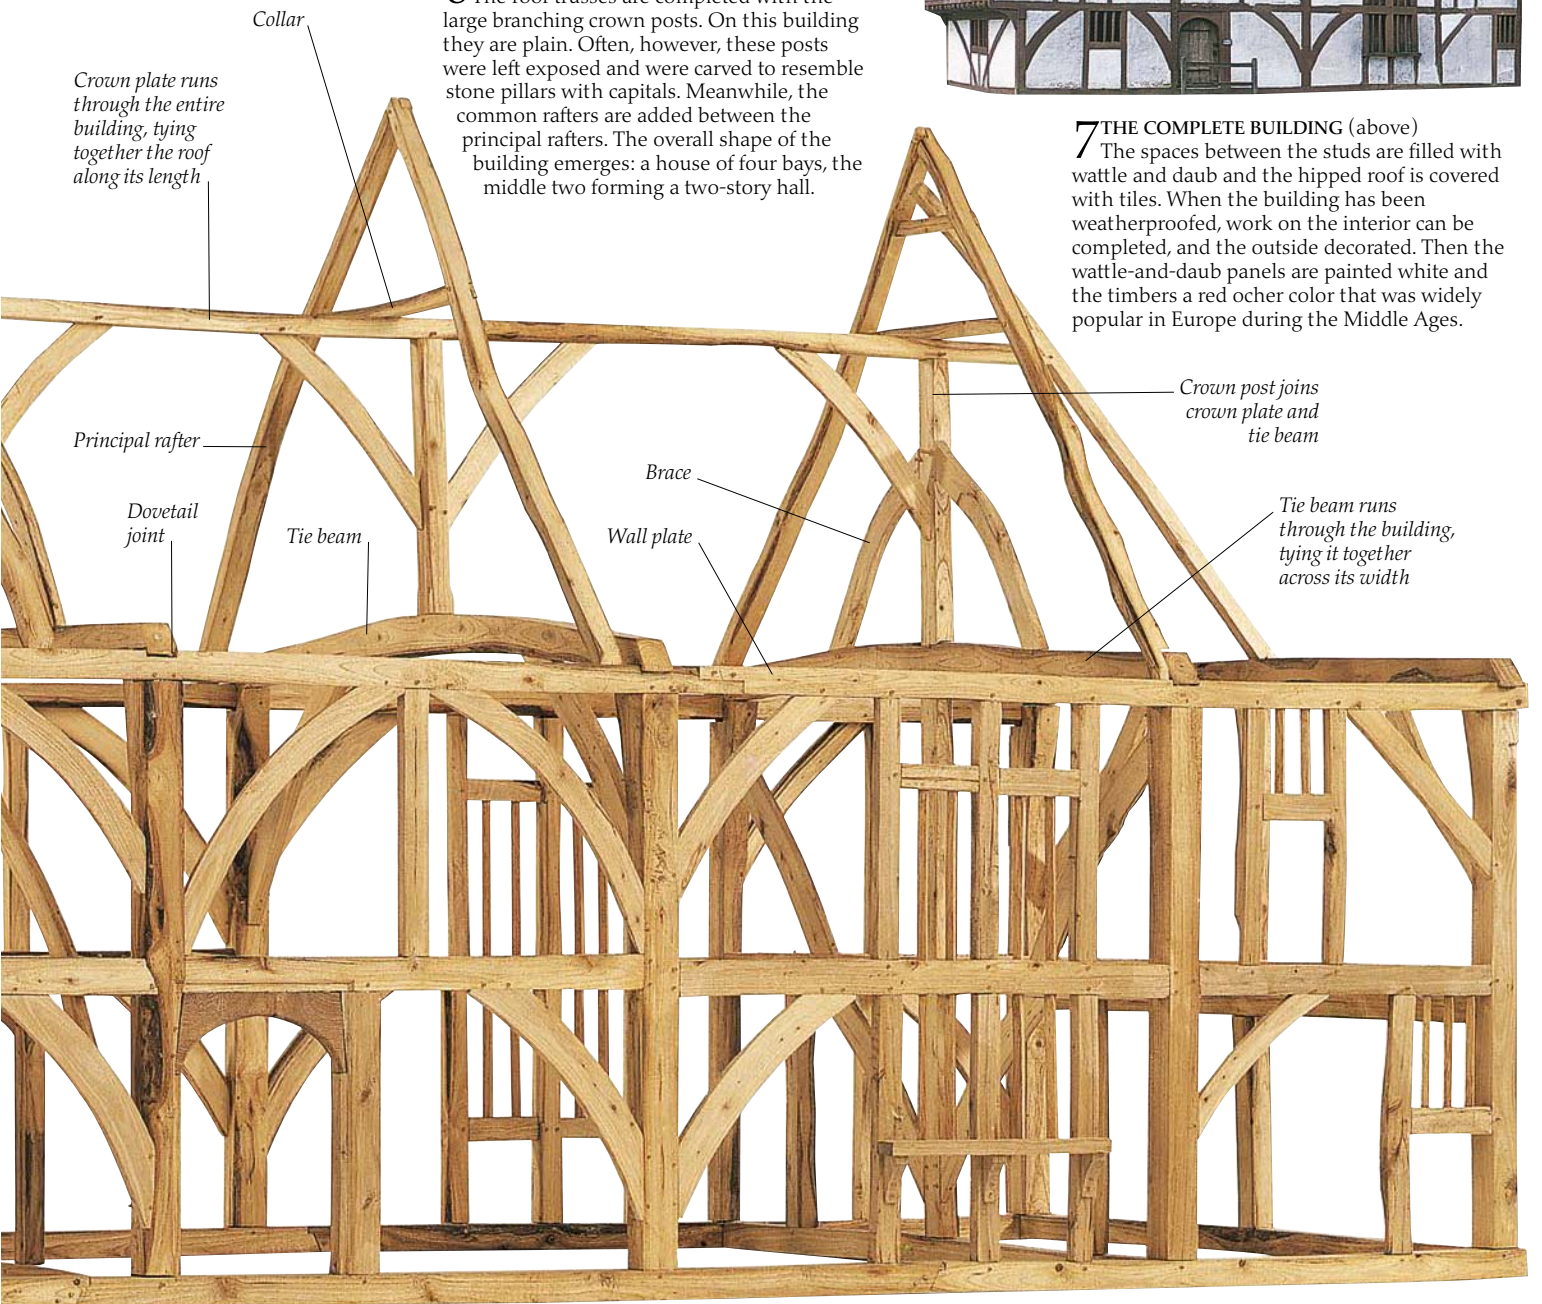 Collar
Crown plate runs
through the entire
building, tying
together the roof
along its length
large branching crown posts. On this building
they are plain. Often, however, these posts
were left exposed and were carved to resemble
stone pillars with capitals. Meanwhile, the
common rafters are added between the
principal rafters. The overall shape of the
building emerges: a house of four bays, the
middle two forming a two-story hall.
7 THE COMPLETE BUILDING (above)
The spaces between the studs are filled with
wattle and daub and the hipped roof is covered
with tiles. When the building has been
weatherproofed, work on the interior can be
completed, and the outside decorated. Then the
wattle-and-daub panels are painted white and
the timbers a red ocher color that was widely
popular in Europe during the Middle Ages.
Crown post joins
crown plate and
tie beam
Principal rafter
Brace
Dovetail
joint
Tie beam
Wall plate
Tie beam runs
through the building,
tying it together
across its width